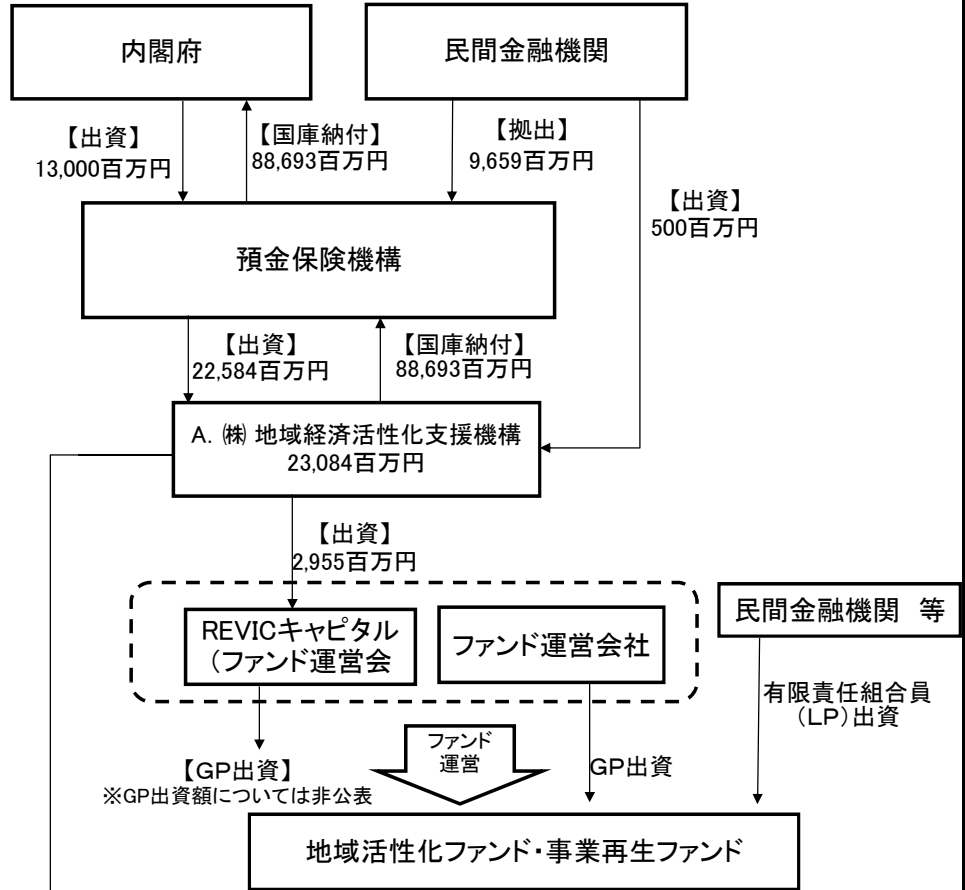 内閣府
民間金融機関
【出資】
13,000百万円
【国庫納付】
88,693百万円
【拠出】
9,659百万円
【出資】
500百万円
預金保険機構
【出資】
22,584百万円
【国庫納付】
88,693百万円
A. ㈱ 地域経済活性化支援機構
23,084百万円
【出資】
2,955百万円
REVICキャピタル
（ファンド運営会
ファンド運営会社
民間金融機関 等
有限責任組合員
（LP）出資
ファンド
運営
【GP出資】
※GP出資額については非公表
GP出資
地域活性化ファンド・事業再生ファンド